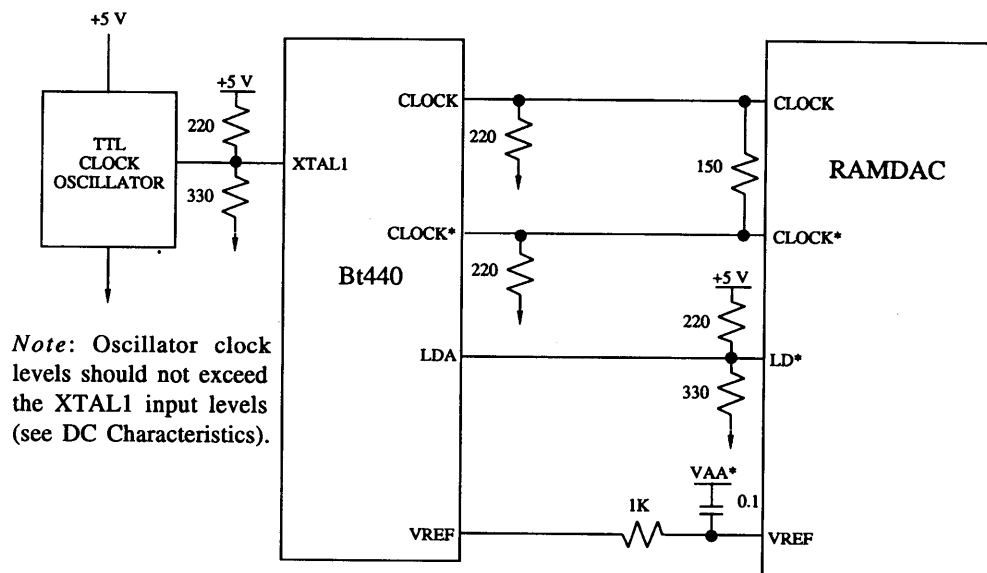 +5 V
TTL
CLOCK
OSCILLATOR
+5 V
220
330
XTAL1
Note: Oscillator clock
levels should not exceed
the XTAL1 input levels
(see DC Characteristics).
Bt440
CLOCK
CLOCK*
LDA
VREF
220
220
150
+5 V
220
330
VAA*
0.1
1K
CLOCK
CLOCK*
LD*
VREF
RAMDAC